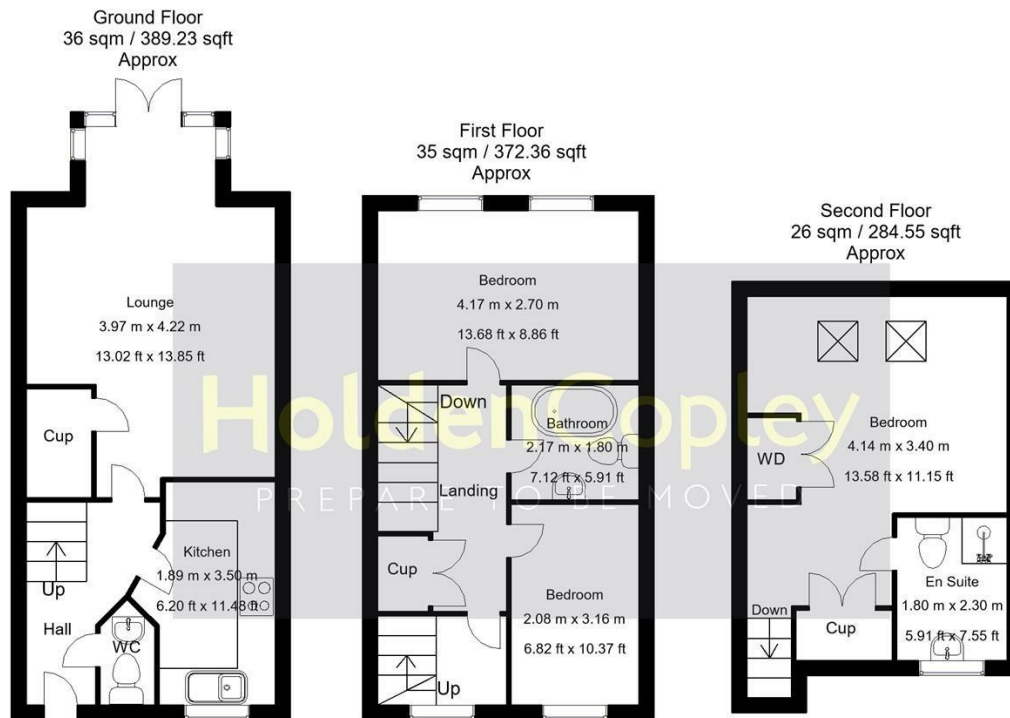 Ground Floor
36 sqm / 389.23 sqft
Approx
Lounge
3.97 m x 4.22 m
13.02 ft x 13.85 ft
Cup
Kitchen
1.89 m x 3.50 m
6.20 ft x 11.48 ft
Up
Hall
WC
First Floor
35 sqm / 372.36 sqft
Approx
Bedroom
4.17 m x 2.70 m
13.68 ft x 8.86 ft
Down
Bathroom
2.17 m x 1.80 m
7.12 ft x 5.91 ft
Landing
Cup
Bedroom
2.08 m x 3.16 m
6.82 ft x 10.37 ft
Up
Second Floor
26 sqm / 284.55 sqft
Approx
Bedroom
4.14 m x 3.40 m
13.58 ft x 11.15 ft
WD
En Suite
1.80 m x 2.30 m
5.91 ft x 7.55 ft
Down
Cup
HoldenCopley
PREPARE TO BE MOVED